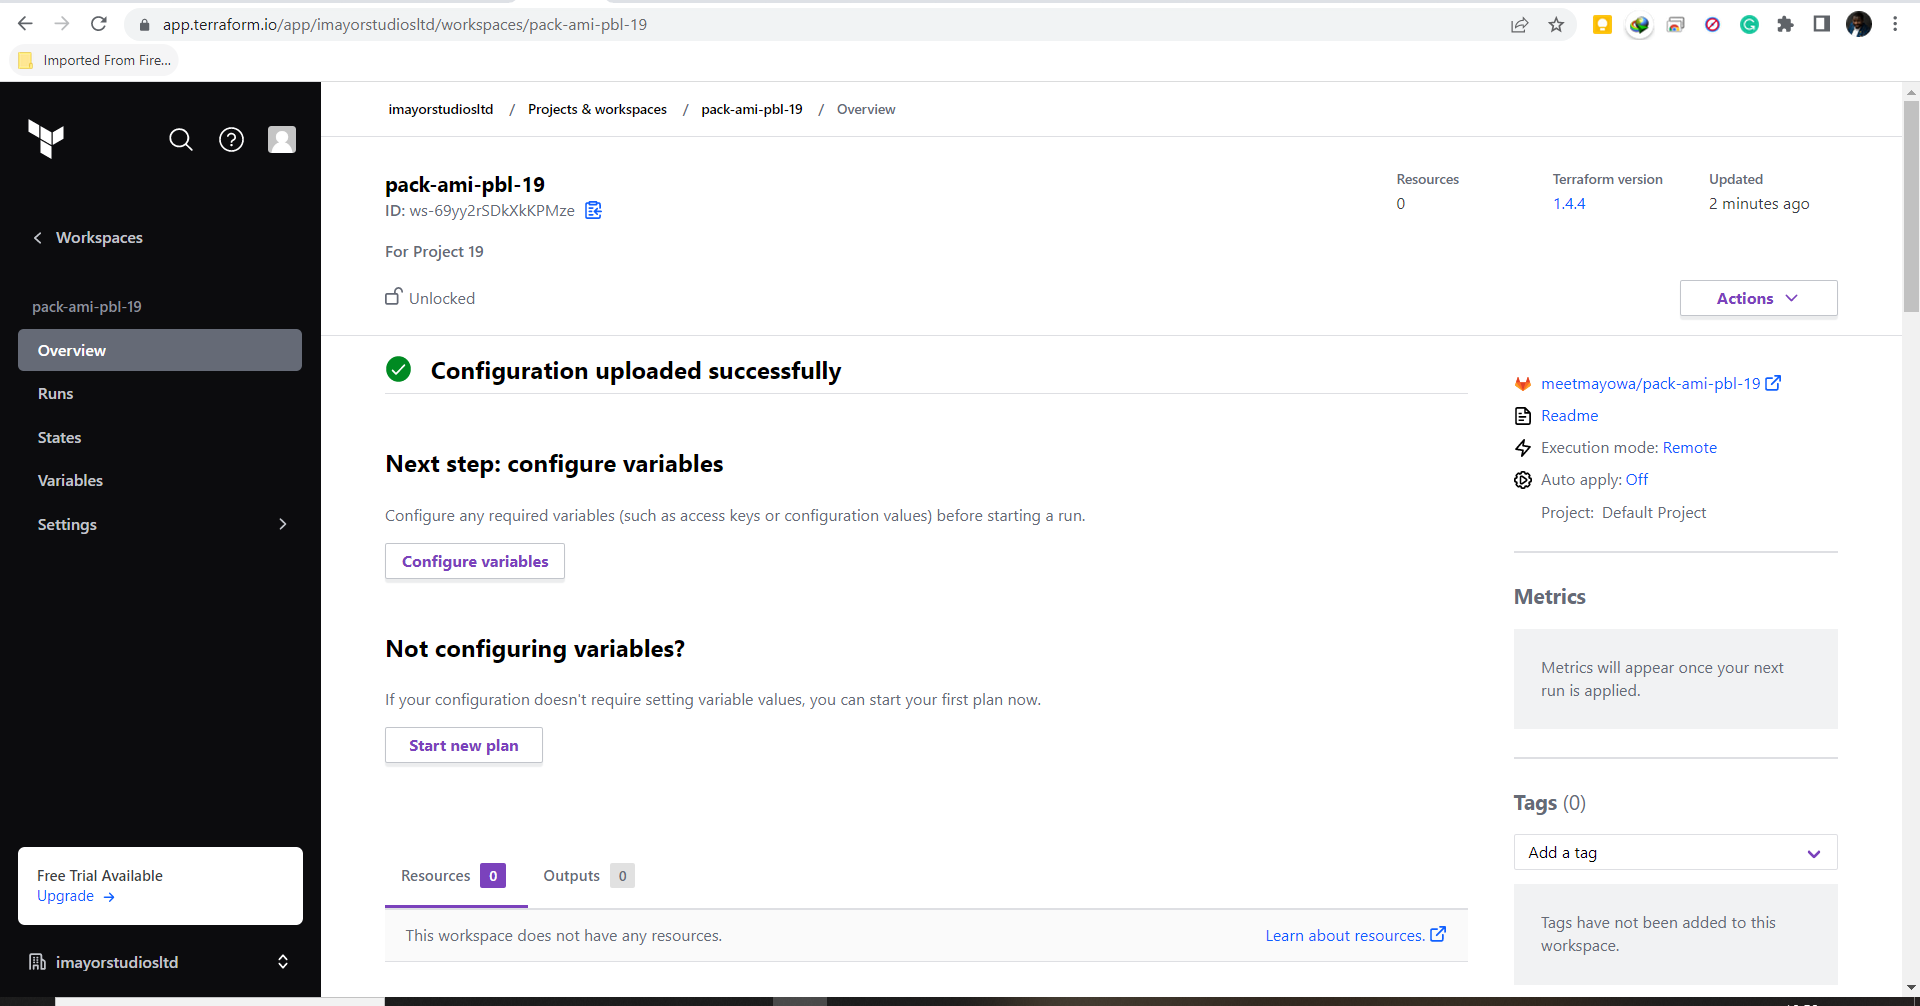 app.terraform.io/app/imayorstudiosltd/workspaces/pack-ami-pbl-19
Imported From Fire...
imayorstudiosltd / Projects & workspaces / pack-ami-pbl-19 / Overview
Workspaces
pack-ami-pbl-19
Overview
Runs
States
Variables
Settings
Free Trial Available
Upgrade
imayorstudiosltd
pack-ami-pbl-19
ID: ws-69yy2rSDkXkKPMze
For Project 19
Unlocked
Resources
0
Terraform version
1.4.4
Updated
2 minutes ago
Actions
Configuration uploaded successfully
Next step: configure variables
Configure any required variables (such as access keys or configuration values) before starting a run.
Configure variables
Not configuring variables?
If your configuration doesn't require setting variable values, you can start your first plan now.
Start new plan
Resources 0
Outputs 0
This workspace does not have any resources.
Learn about resources.
meetmayowa/pack-ami-pbl-19
Readme
Execution mode: Remote
Auto apply: Off
Project: Default Project
Metrics
Metrics will appear once your next
run is applied.
Tags (0)
Add a tag
Tags have not been added to this
workspace.